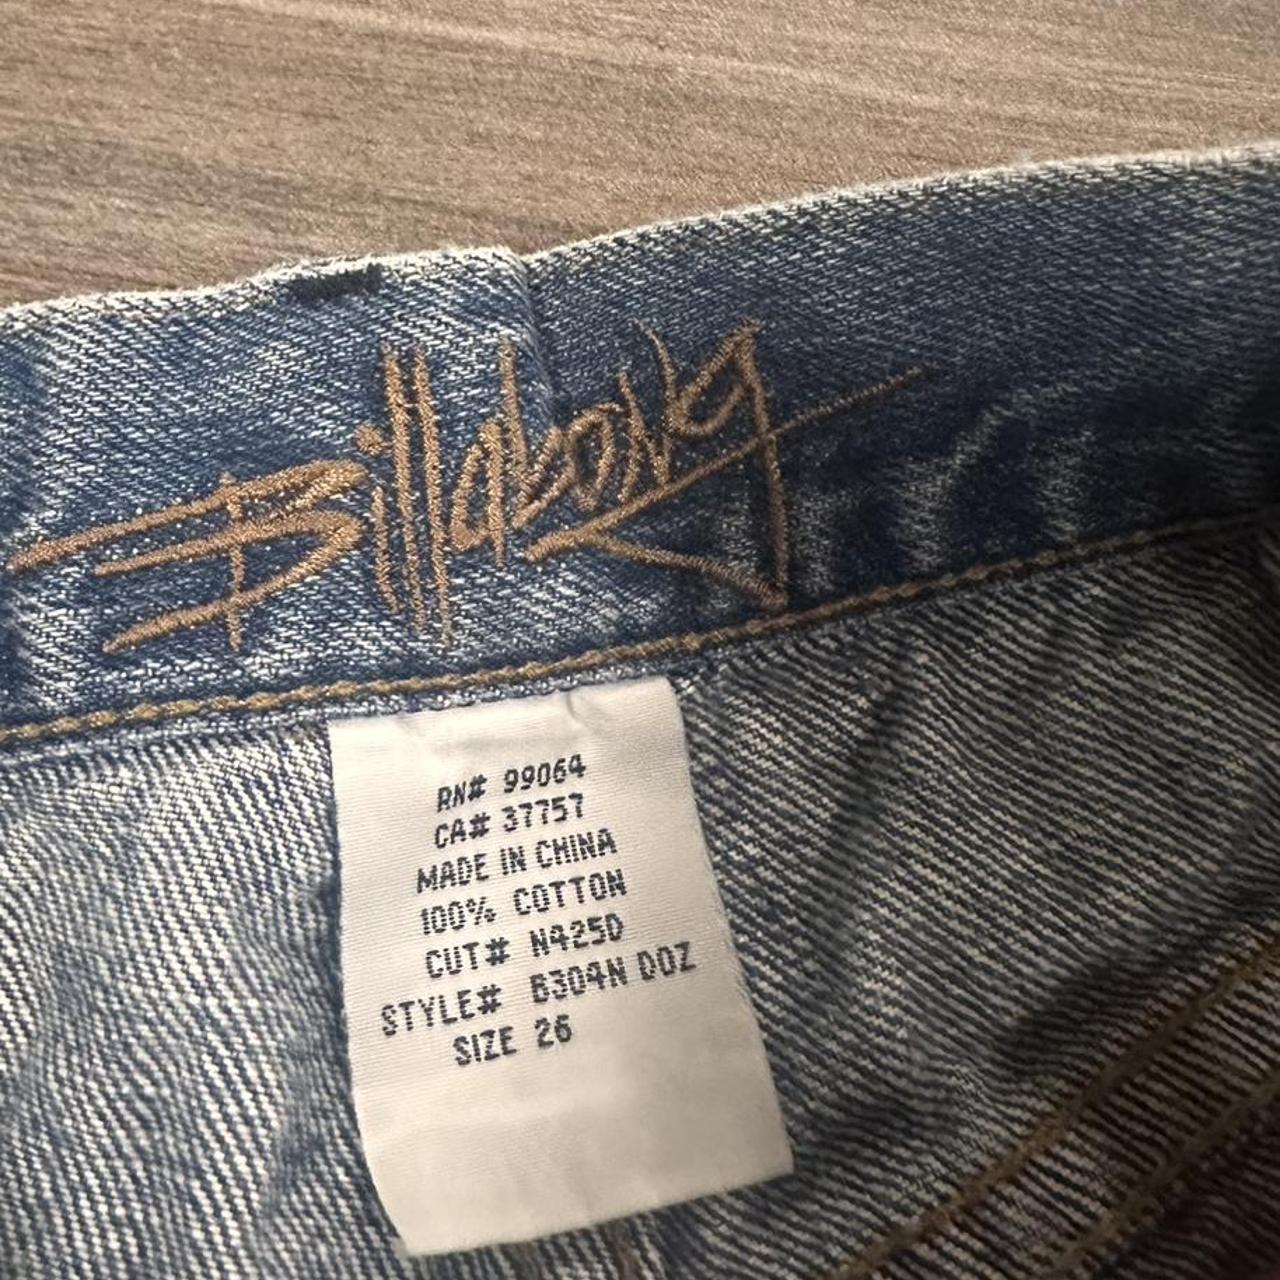 Billabong
RN# 99064
CA# 37757
MADE IN CHINA
100% COTTON
CUT# N425D
STYLE# B304N DOZ
SIZE 26